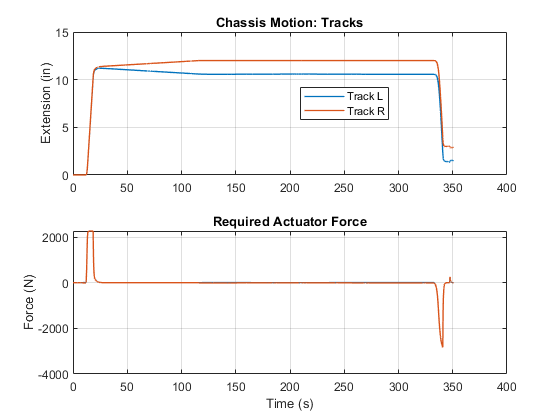 Chassis Motion: Tracks
15
10
5
0
Extension (in)
Track L
Track R
0 50 100 150 200 250 300 350 400
Required Actuator Force
2000
0
-2000
-4000
Force (N)
0 50 100 150 200 250 300 350 400
Time (s)